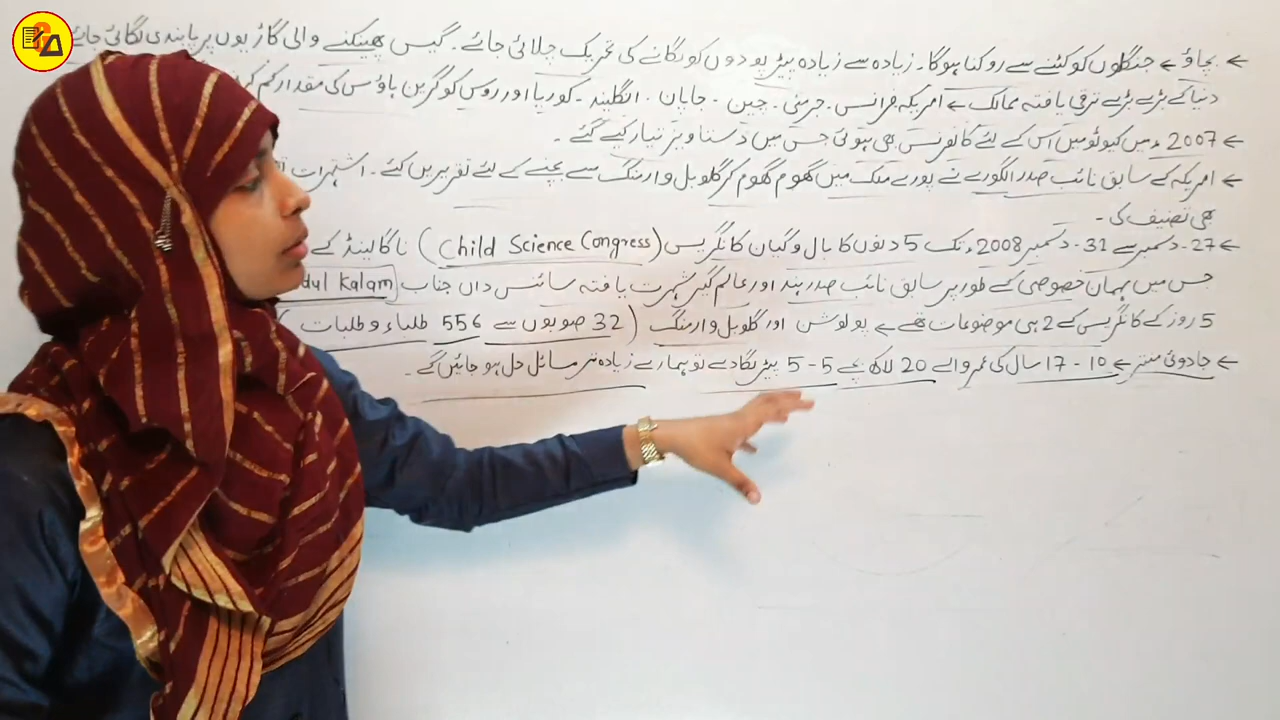 ← بچاؤ ← جنگلوں کو کٹنے سے روکنا ہوگا۔ زیادہ سے زیادہ پیڑ پودوں کو لگانے کی تحریک چلائی جائے۔ گیس پھینکنے والی گاڑیوں پر پابندی لگائی جائے
دنیا کے بڑے بڑے ترقی یافتہ ممالک ← امریکہ فرانس۔ جرمنی۔ چین۔ جاپان۔ انگلینڈ۔ کوریا اور روس کو گرین ہاؤس کی مقدار کم
← 2007ء میں کیوٹو میں اس کے لئے کانفرنس بھی ہوئی جس میں دستاویز تیار کیے گئے۔
← امریکہ کے سابق نائب صدر الگورے نے پورے ملک میں گھوم گھوم کر گلوبل وارمنگ سے بچنے کے لئے تقریریں کیے۔ اشتہرات
بھی تصنیف کی۔
← 27۔ دسمبر سے 31۔ دسمبر 2008ء تک 5 دنوں کا بال وگیان کانگریس (Child Science Congress) ناگالینڈ کے
جس میں مہمان خصوصی کے طور پر سابق نائب صدر ہند اور عالم گیر شہرت یافتہ سائنس داں جناب dul Kalam
5 روز کے کانگریس کے 2 ہی موضوعات تھے ← پولوشن اور گلوبل وارمنگ (32 صوبوں سے 556 طلباء و طلبات
← جادوئی منتر ← 10 - 17 سال کی عمر والے 20 لاکھ بچے 5 - 5 پیڑ لگادے تو ہمارے زیادہ تر مسائل حل ہو جائیں گے۔